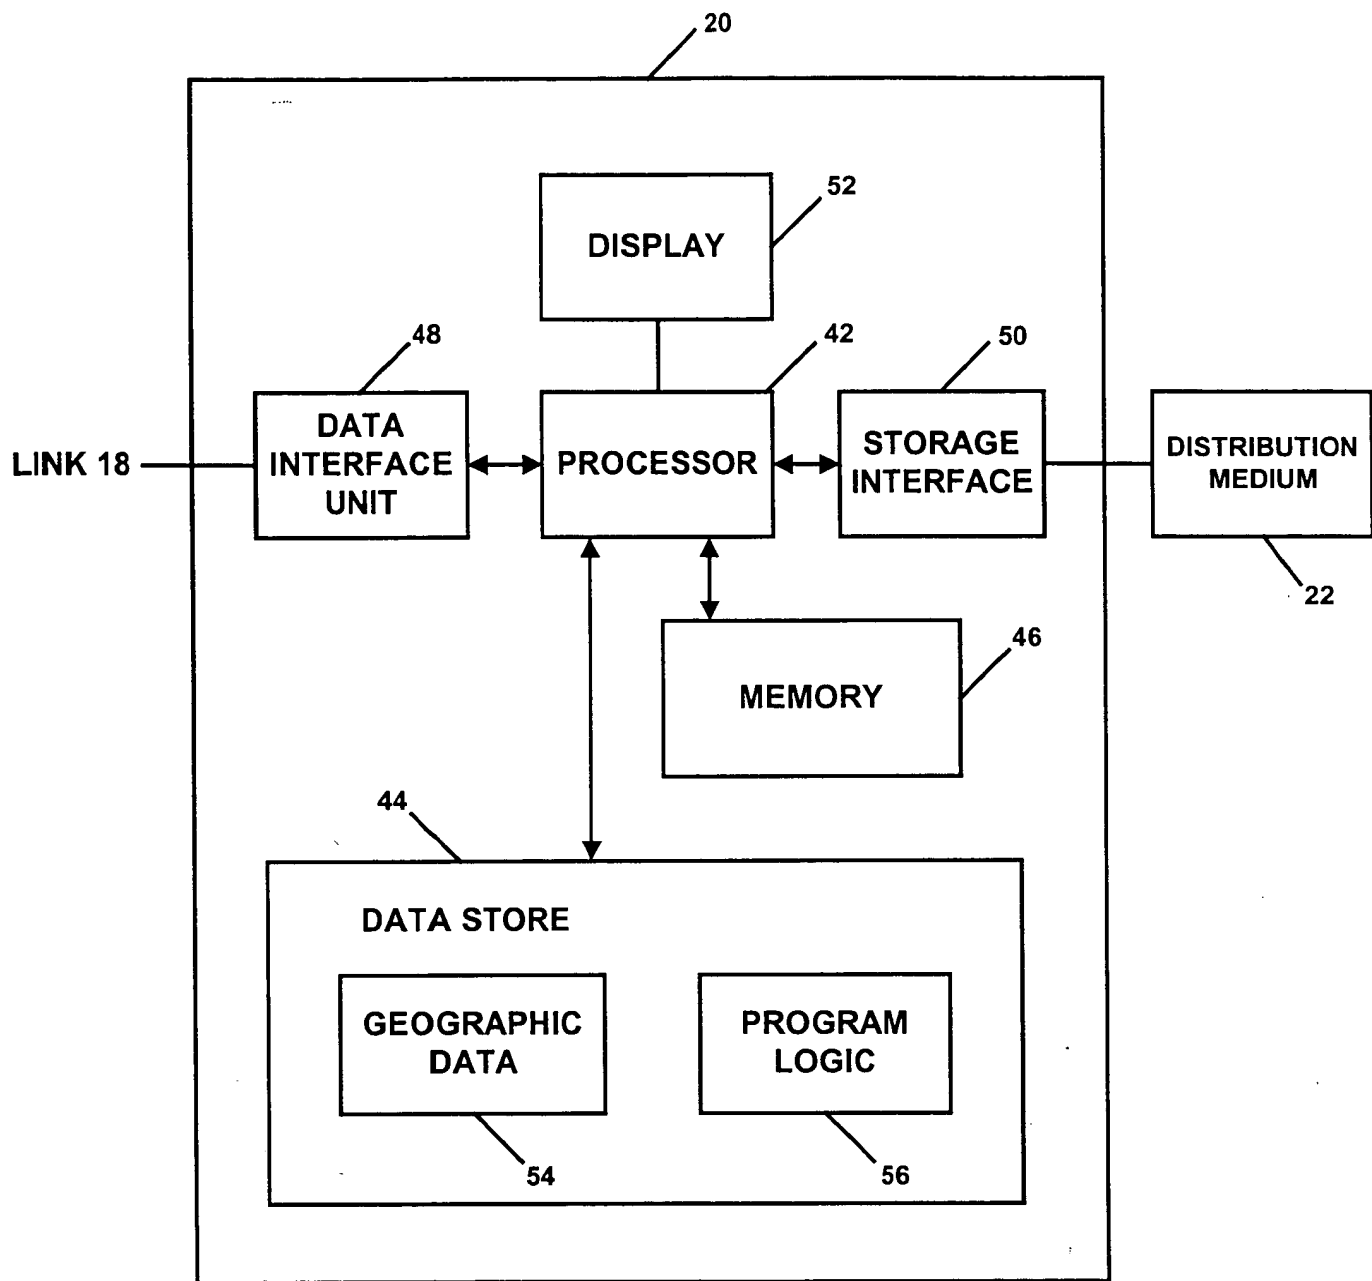 20
52
DISPLAY
48
42
50
LINK 18
DATA
INTERFACE
UNIT
PROCESSOR
STORAGE
INTERFACE
DISTRIBUTION
MEDIUM
22
46
MEMORY
44
DATA STORE
GEOGRAPHIC
DATA
PROGRAM
LOGIC
54
56